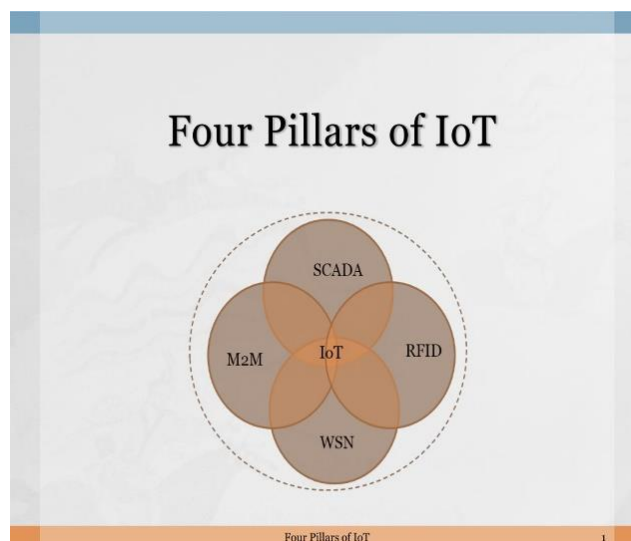 Four Pillars of IoT
SCADA
M2M
IoT
RFID
WSN
Four Pillars of IoT
1